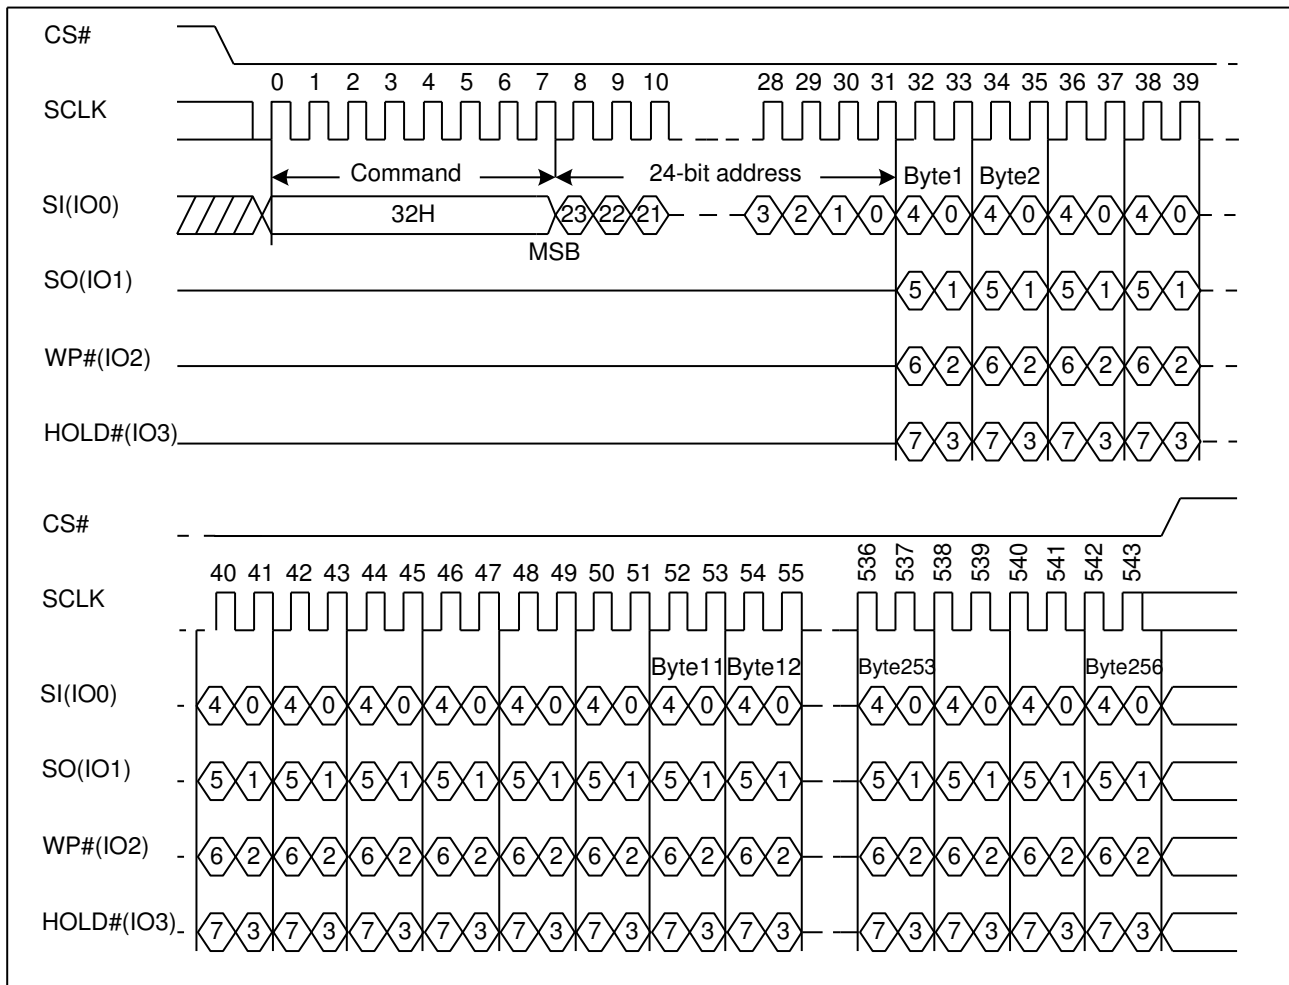 CS#
0 1 2 3 4 5 6 7 8 9 10 28 29 30 31 32 33 34 35 36 37 38 39
SCLK
Command 24-bit address Byte1 Byte2
SI(IO0) 32H 23 22 21 3 2 1 0 4 0 4 0 4 0 4 0
MSB
SO(IO1) 5 1 5 1 5 1 5 1
WP#(IO2) 6 2 6 2 6 2 6 2
HOLD#(IO3) 7 3 7 3 7 3 7 3
CS#
40 41 42 43 44 45 46 47 48 49 50 51 52 53 54 55 536 537 538 539 540 541 542 543
SCLK
Byte11 Byte12 Byte253 Byte256
SI(IO0) 4 0 4 0 4 0 4 0 4 0 4 0 4 0 4 0 4 0 4 0 4 0 4 0
SO(IO1) 5 1 5 1 5 1 5 1 5 1 5 1 5 1 5 1 5 1 5 1 5 1 5 1
WP#(IO2) 6 2 6 2 6 2 6 2 6 2 6 2 6 2 6 2 6 2 6 2 6 2 6 2
HOLD#(IO3) 7 3 7 3 7 3 7 3 7 3 7 3 7 3 7 3 7 3 7 3 7 3 7 3